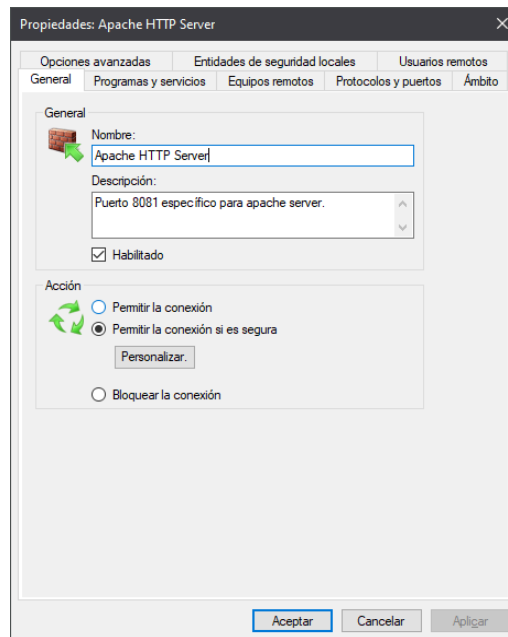 Propiedades: Apache HTTP Server
Opciones avanzadas Entidades de seguridad locales Usuarios remotos
General Programas y servicios Equipos remotos Protocolos y puertos Ámbito
General
Nombre:
Apache HTTP Server
Descripción:
Puerto 8081 específico para apache server.
Habilitado
Acción
Permitir la conexión
Permitir la conexión si es segura
Personalizar.
Bloquear la conexión
Aceptar Cancelar Aplicar